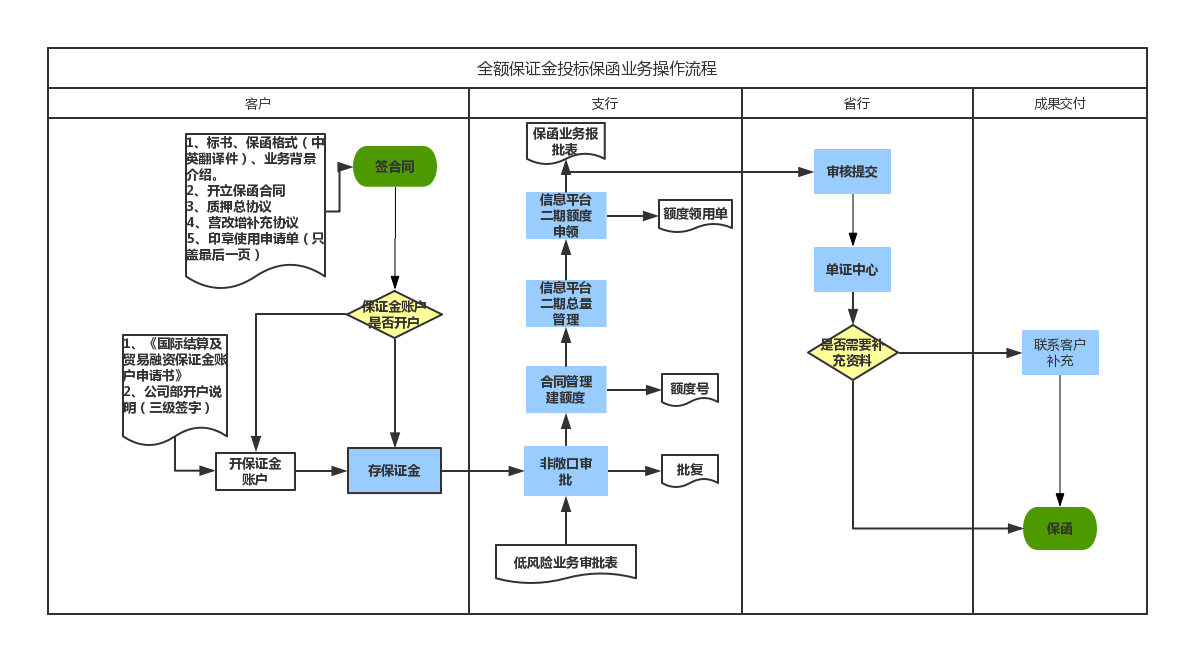 全额保证金投标保函业务操作流程
客户
支行
省行
成果交付
1、标书、保函格式（中
英翻译件）、业务背景
介绍。
2、开立保函合同
3、质押总协议
4、营改增补充协议
5、印章使用申请单（只
盖最后一页）
签合同
保证金账户
是否开户
1、《国际结算及
贸易融资保证金账
户申请书》
2、公司部开户说
明（三级签字）
开保证金
账户
存保证金
保函业务报
批表
信息平台
二期额度
申领
额度领用单
信息平台
二期总量
管理
合同管理
建额度
额度号
非敞口审
批
批复
低风险业务审批表
审核提交
单证中心
是否需要补
充资料
联系客户
补充
保函